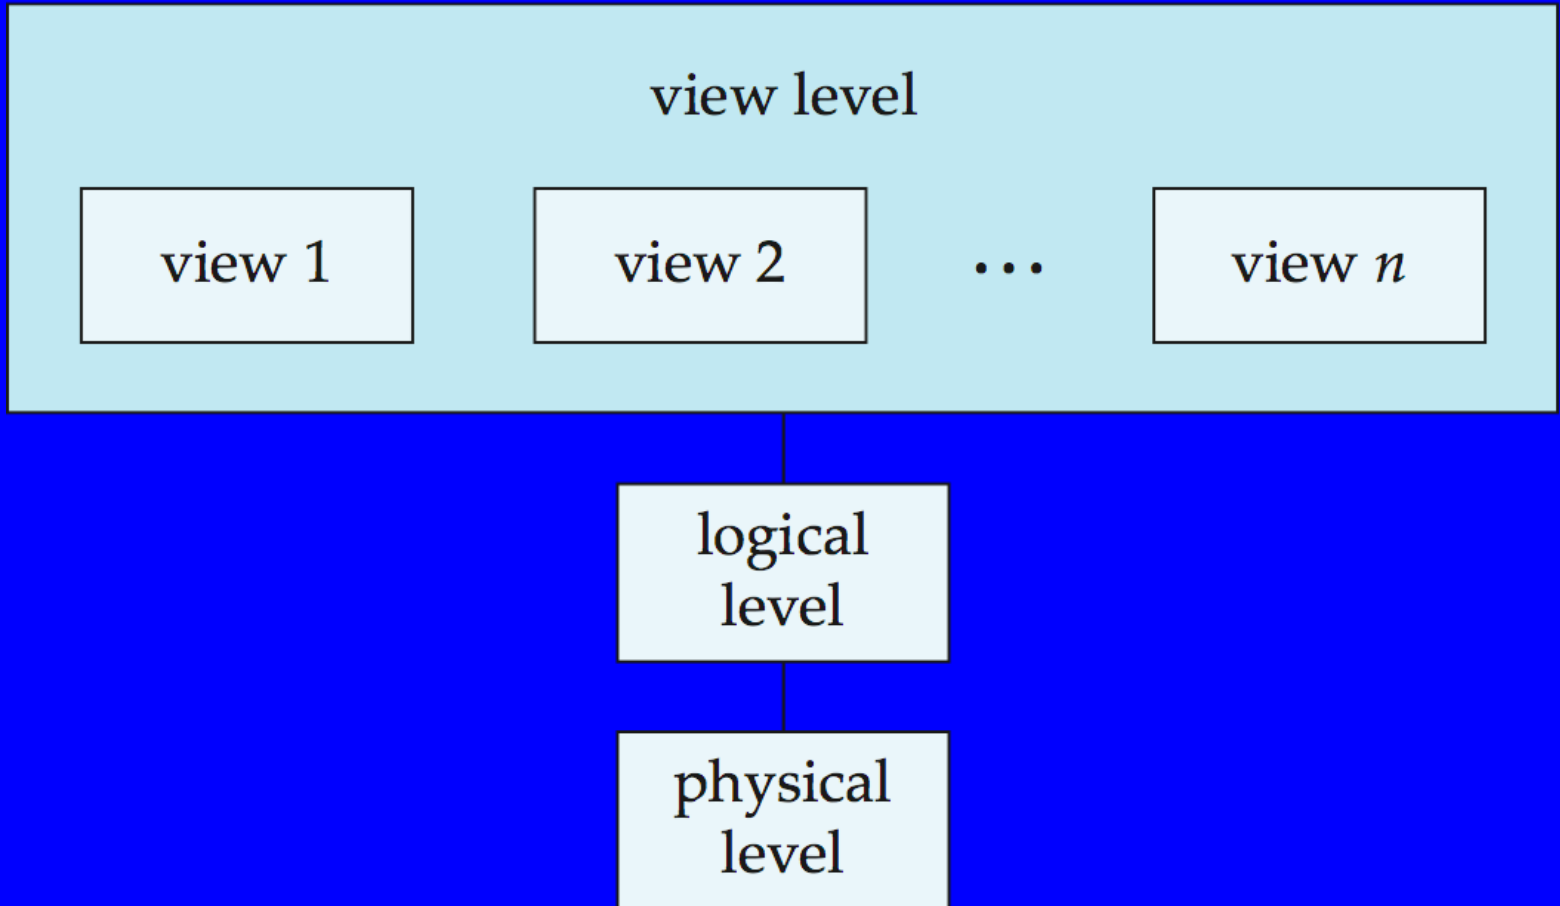 view level
view 1
view 2
...
view n
logical
level
physical
level